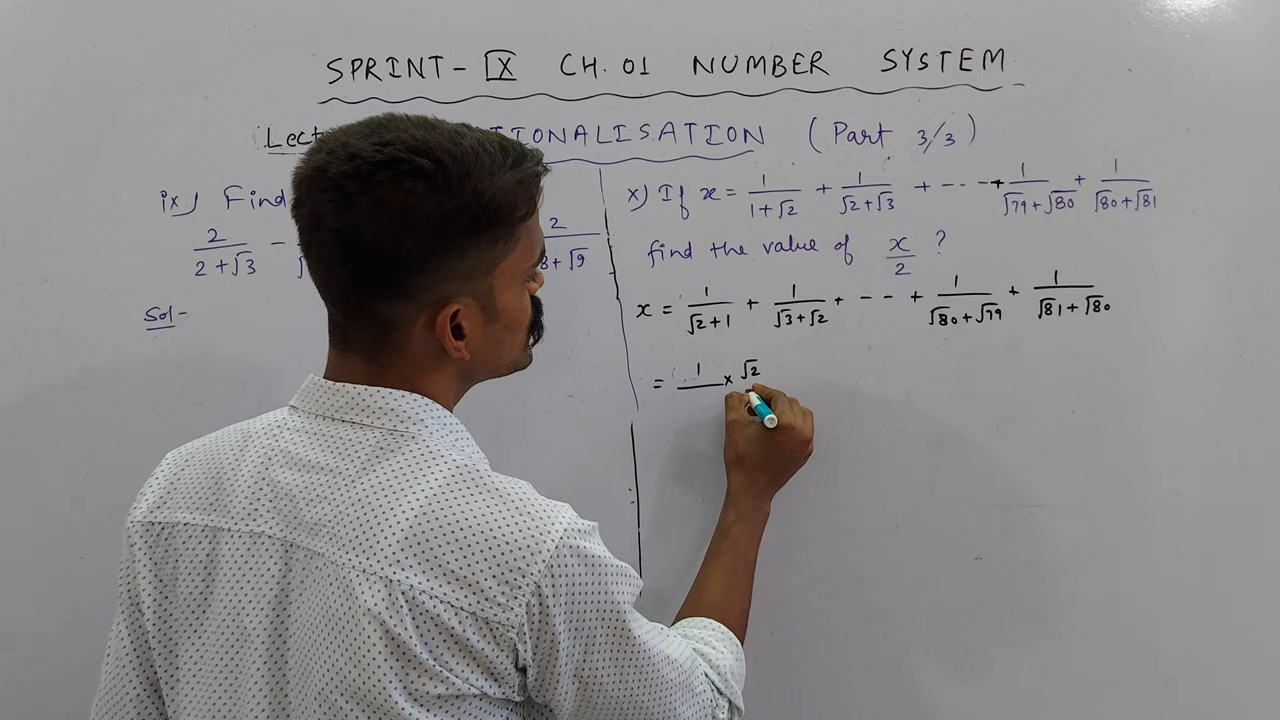 SPRINT-IX CH.01 NUMBER SYSTEM
Lect (Part 3/3)
ix) Find
2/(2+√3) - 2/ +√9
Sol-
x) If x = 1/(1+√2) + 1/(√2+√3) + ---- + 1/(√79+√80) + 1/(√80+√81)
find the value of x/2 ?
x = 1/(√2+1) + 1/(√3+√2) + -- - + 1/(√80+√79) + 1/(√81+√80)
= 1 × √2